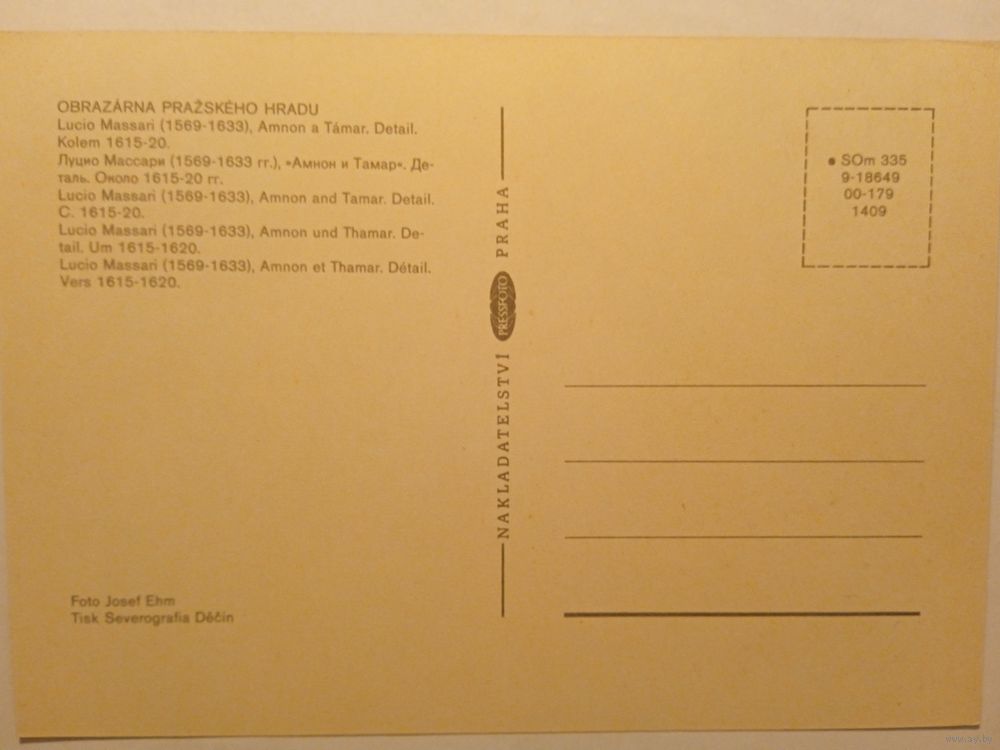 OBRAZÁRNA PRAŽSKÉHO HRADU
Lucio Massari (1569-1633), Amnon a Támar. Detail.
Kolem 1615-20.
Луцио Массари (1569-1633 гг.), »Амнон и Тамар«. Де-
таль. Около 1615-20 гг.
Lucio Massari (1569-1633), Amnon and Tamar. Detail.
C. 1615-20.
Lucio Massari (1569-1633), Amnon und Thamar. De-
tail. Um 1615-1620.
Lucio Massari (1569-1633), Amnon et Thamar. Détail.
Vers 1615-1620.
Foto Josef Ehm
Tisk Severografia Děčín
NAKLADATELSTVÍ PRESSFOTO PRAHA
• SOm 335
9-18649
00-179
1409
www.ay.by